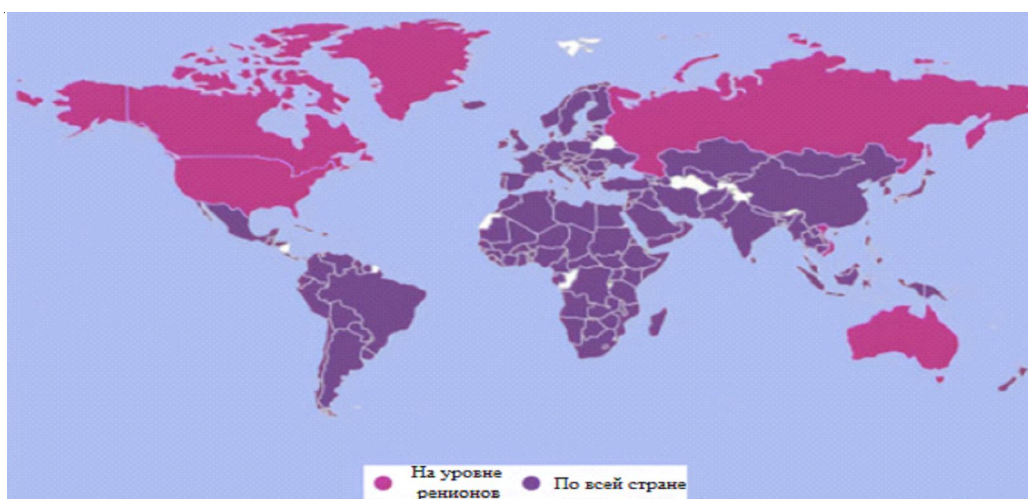 На уровне
ренионов
По всей стране